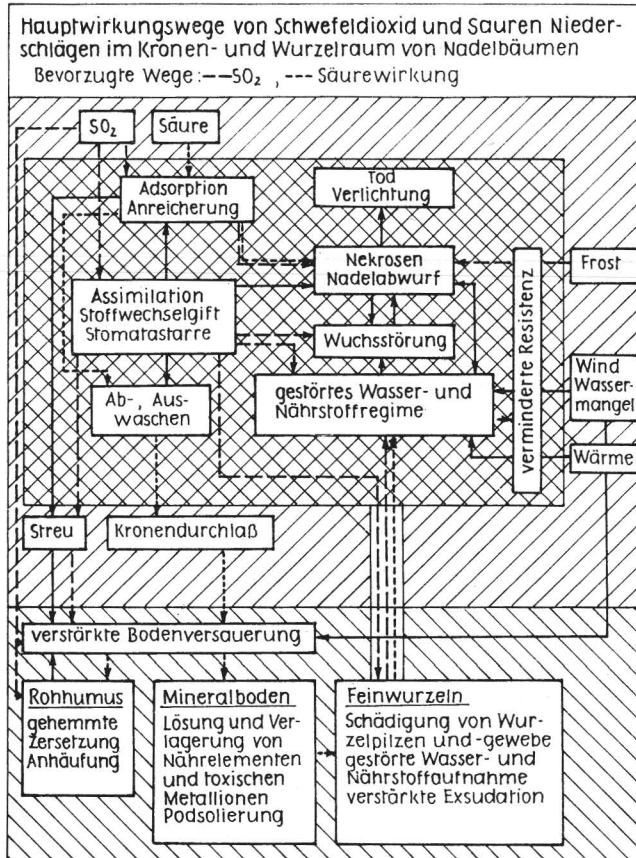 Hauptwirkungswege von Schwefeldioxid und Sauren Nieder-
schlägen im Kronen- und Wurzelraum von Nadelbäumen
Bevorzugte Wege: —— SO₂ , --- Säurewirkung
SO₂
Säure
Adsorption
Anreicherung
Tod
Verlichtung
Nekrosen
Nadelabwurf
Frost
Assimilation
Stoffwechselgift
Stomatastarre
Wuchsstörung
verminderte Resistenz
Wind
Wasser-
mangel
Ab-, Aus-
waschen
gestörtes Wasser- und
Nährstoffregime
Wärme
Streu
Kronendurchlaß
verstärkte Bodenversauerung
Rohhumus
gehemmte
Zersetzung
Anhäufung
Mineralboden
Lösung und Ver-
lagerung von
Nährelementen
und toxischen
Metallionen
Podsolierung
Feinwurzeln
Schädigung von Wur-
zelpilzen und -gewebe
gestörte Wasser- und
Nährstoffaufnahme
verstärkte Exsudation